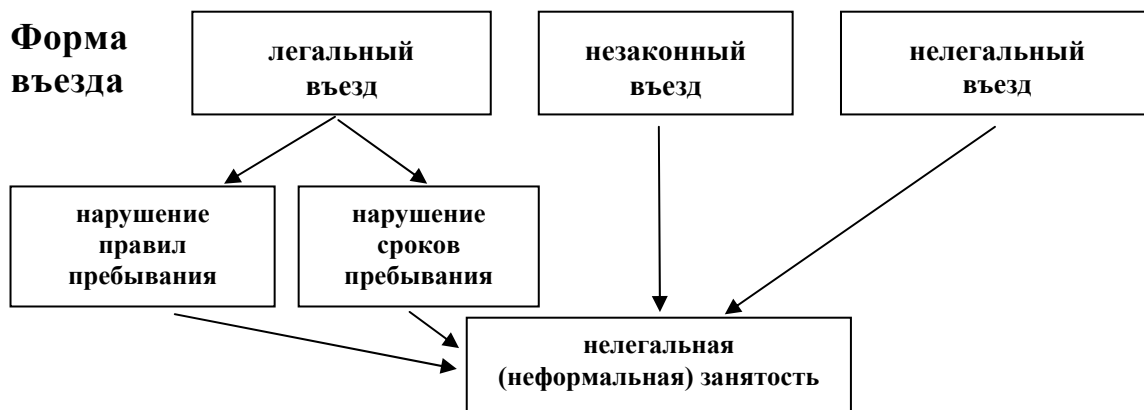 Форма
въезда
легальный
въезд
незаконный
въезд
нелегальный
въезд
нарушение
правил
пребывания
нарушение
сроков
пребывания
нелегальная
(неформальная) занятость